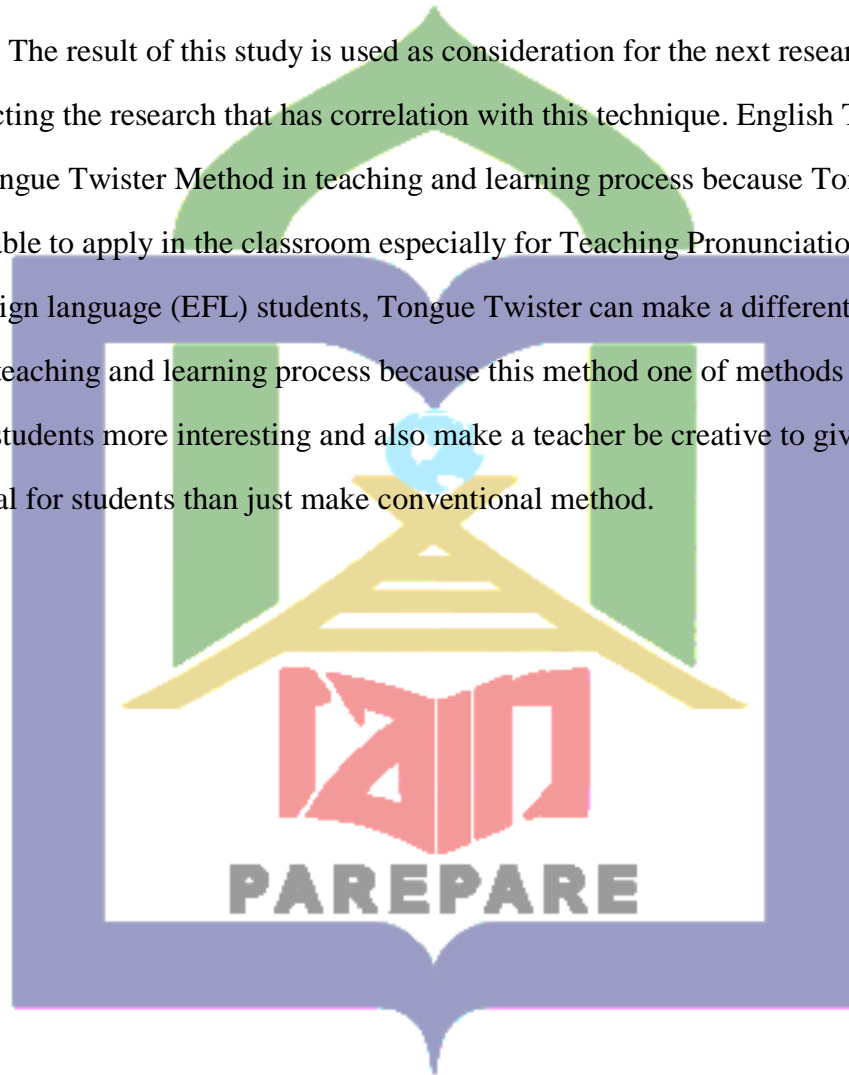 The result of this study is used as consideration for the next resear
cting the research that has correlation with this technique. English T
ngue Twister Method in teaching and learning process because To
able to apply in the classroom especially for Teaching Pronunciatio
ign language (EFL) students, Tongue Twister can make a different
teaching and learning process because this method one of methods
students more interesting and also make a teacher be creative to giv
al for students than just make conventional method.
iain
PAREPARE